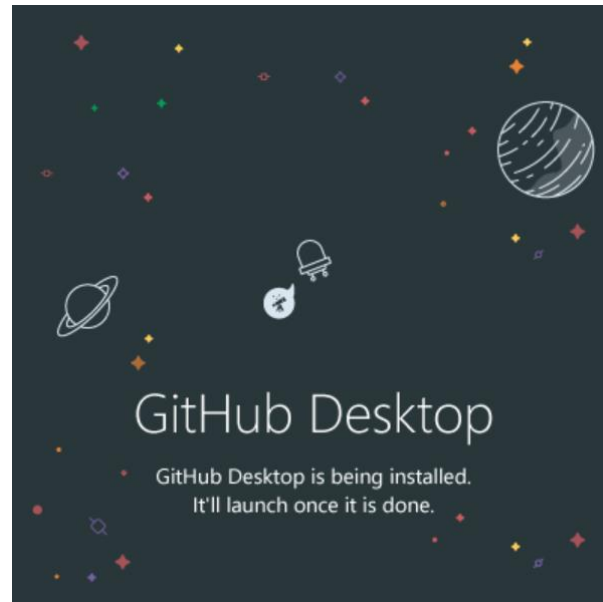 GitHub Desktop
GitHub Desktop is being installed.
It'll launch once it is done.